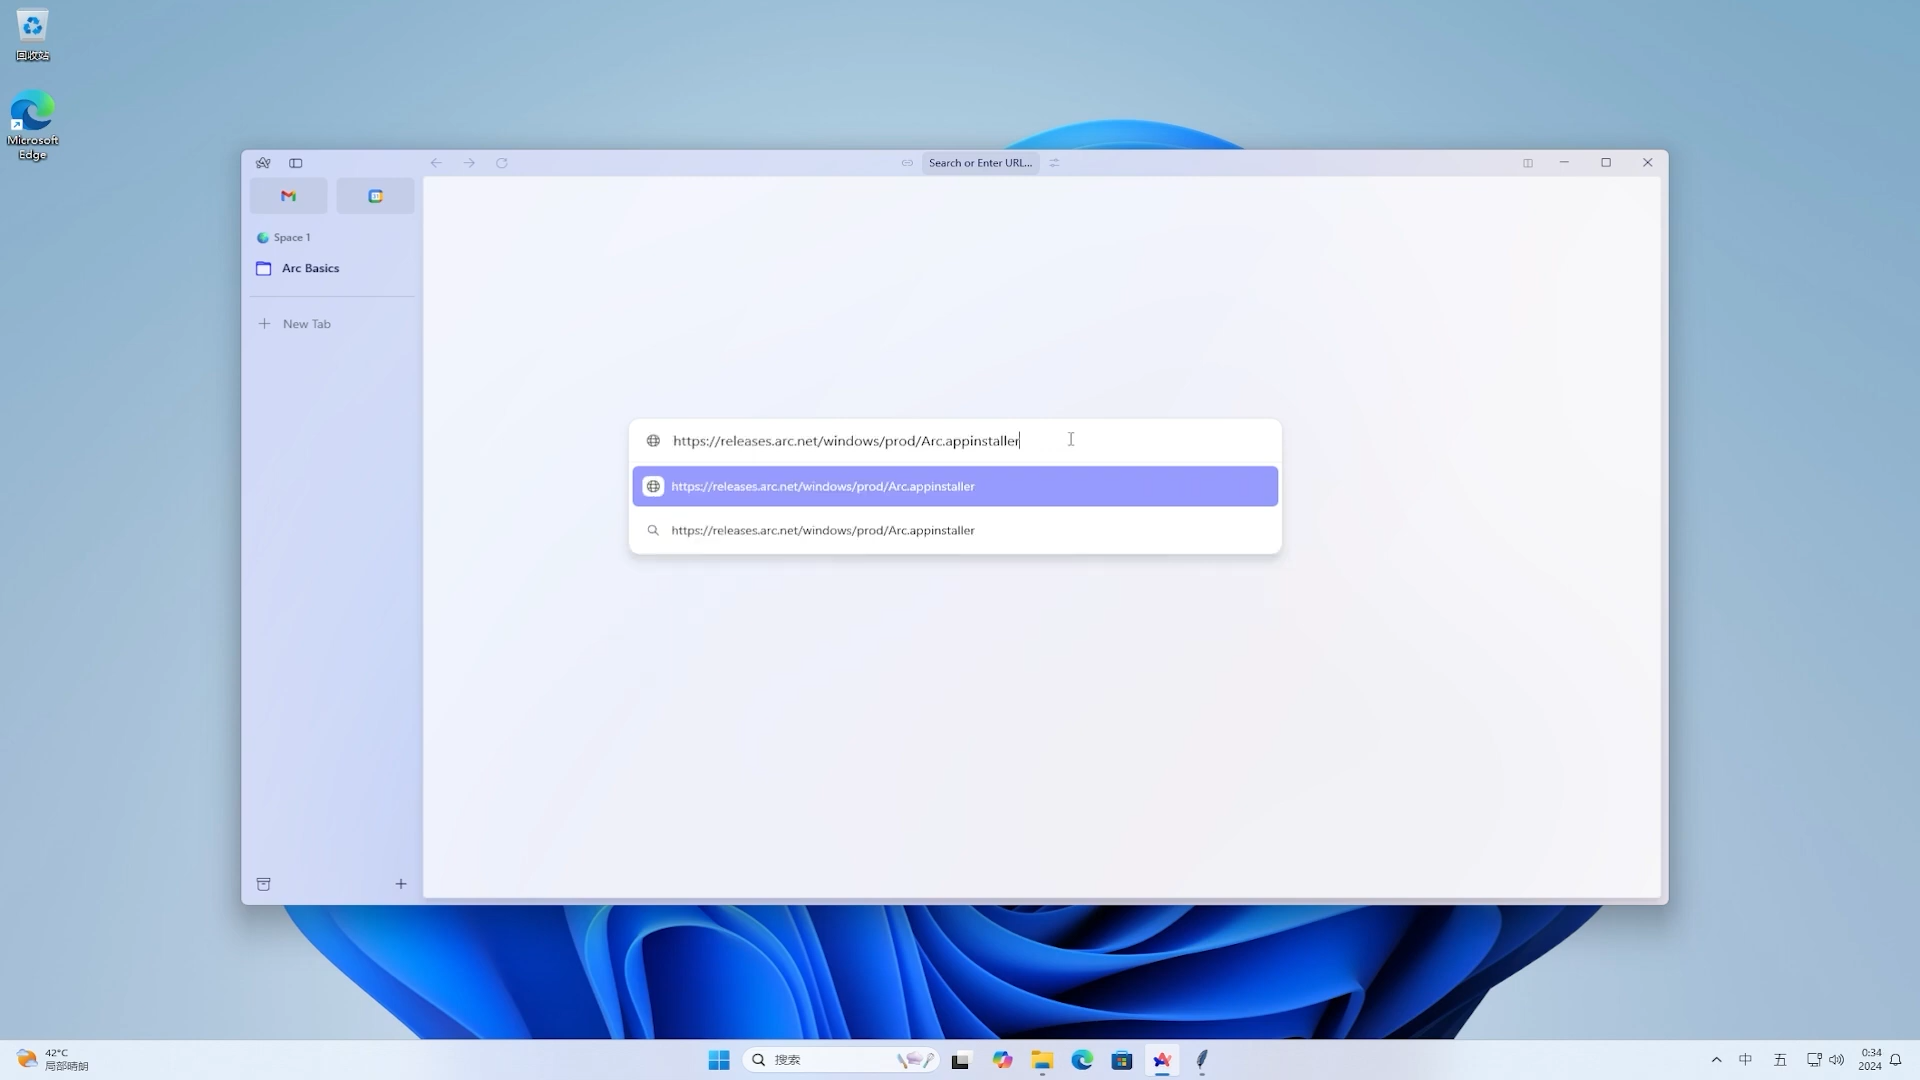 回收站
Microsoft
Edge
Search or Enter URL...
Space 1
Arc Basics
New Tab
https://releases.arc.net/windows/prod/Arc.appinstaller
https://releases.arc.net/windows/prod/Arc.appinstaller
https://releases.arc.net/windows/prod/Arc.appinstaller
42°C
局部晴朗
搜索
中
五
0:34
2024